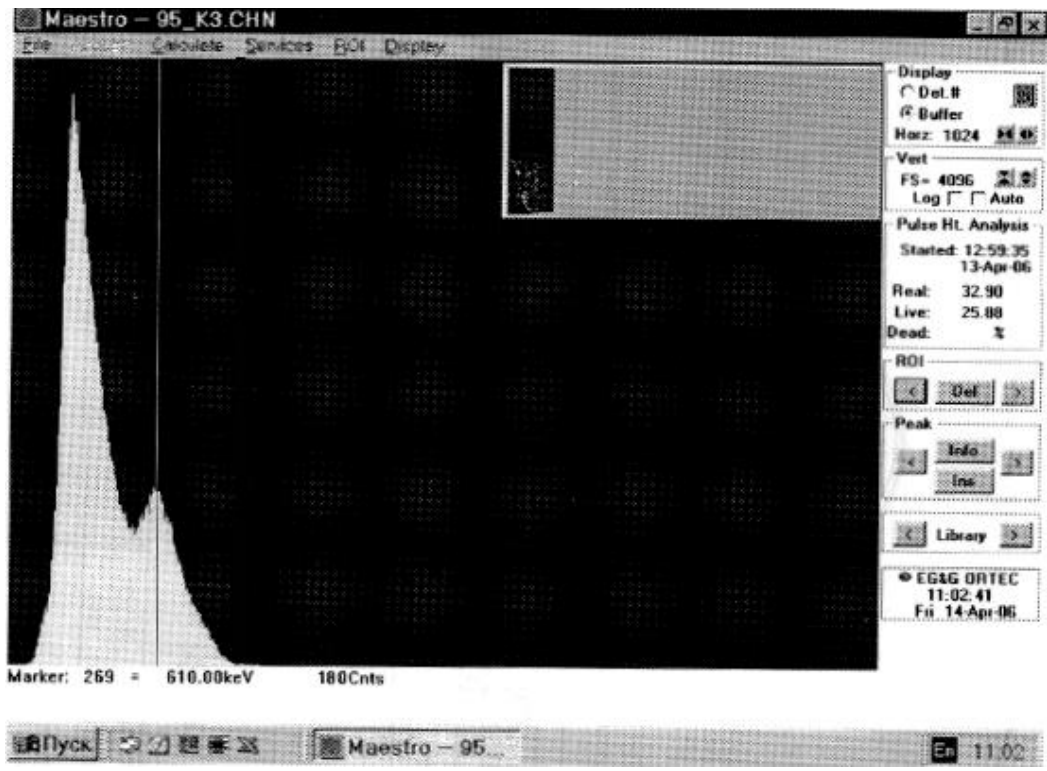 Maestro – 95_K3.CHN
File Calculate Services ROI Display
Display
Det.#
Buffer
Horz: 1024
Vert
FS= 4096
Log Auto
Pulse Ht. Analysis
Started: 12:59:35
13-Apr-06
Real: 32.90
Live: 25.88
Dead: %
ROI
< Del >
Peak
Info
< >
Ins
< Library >
EG&G ORTEC
11:02:41
Fri 14-Apr-06
Marker: 269 = 610.00keV 180Cnts
Пуск Maestro – 95... En 11:02